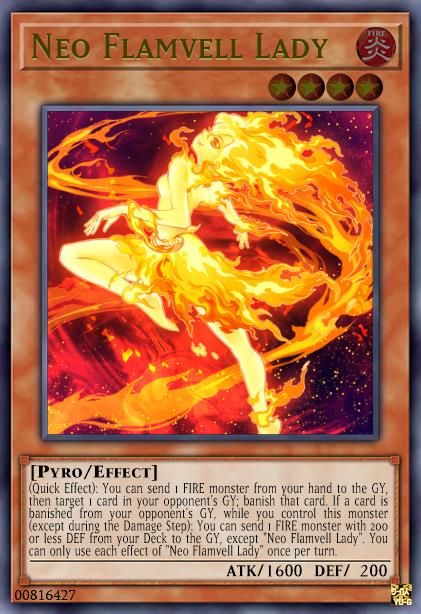 Neo Flamvell Lady
FIRE
炎
[Pyro/Effect]
(Quick Effect): You can send 1 FIRE monster from your hand to the GY,
then target 1 card in your opponent's GY; banish that card. If a card is
banished from your opponent's GY, while you control this monster
(except during the Damage Step): You can send 1 FIRE monster with 200
or less DEF from your Deck to the GY, except "Neo Flamvell Lady". You
can only use each effect of "Neo Flamvell Lady" once per turn.
ATK/1600 DEF/ 200
00816427